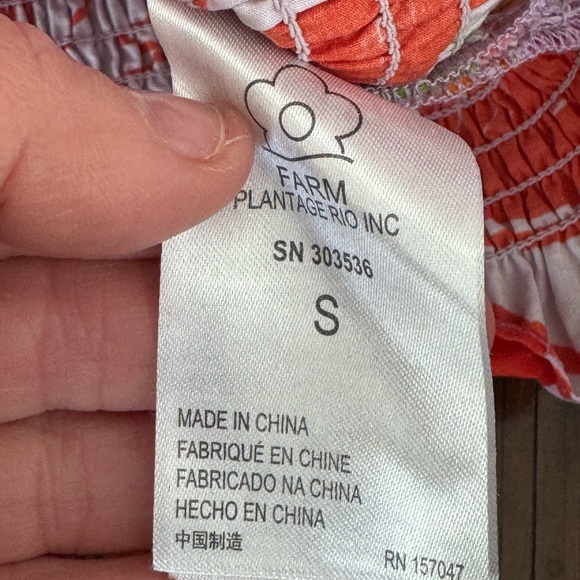 FARM
PLANTAGE RIO INC
SN 303536
S
MADE IN CHINA
FABRIQUÉ EN CHINE
FABRICADO NA CHINA
HECHO EN CHINA
中国制造
RN 157047